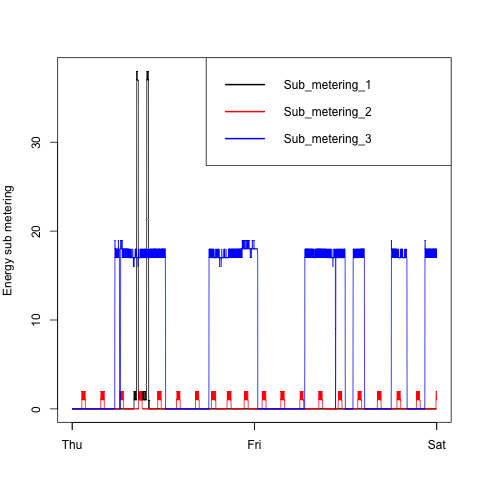 Sub_metering_1
Sub_metering_2
Sub_metering_3
Energy sub metering
30
20
10
0
Thu
Fri
Sat